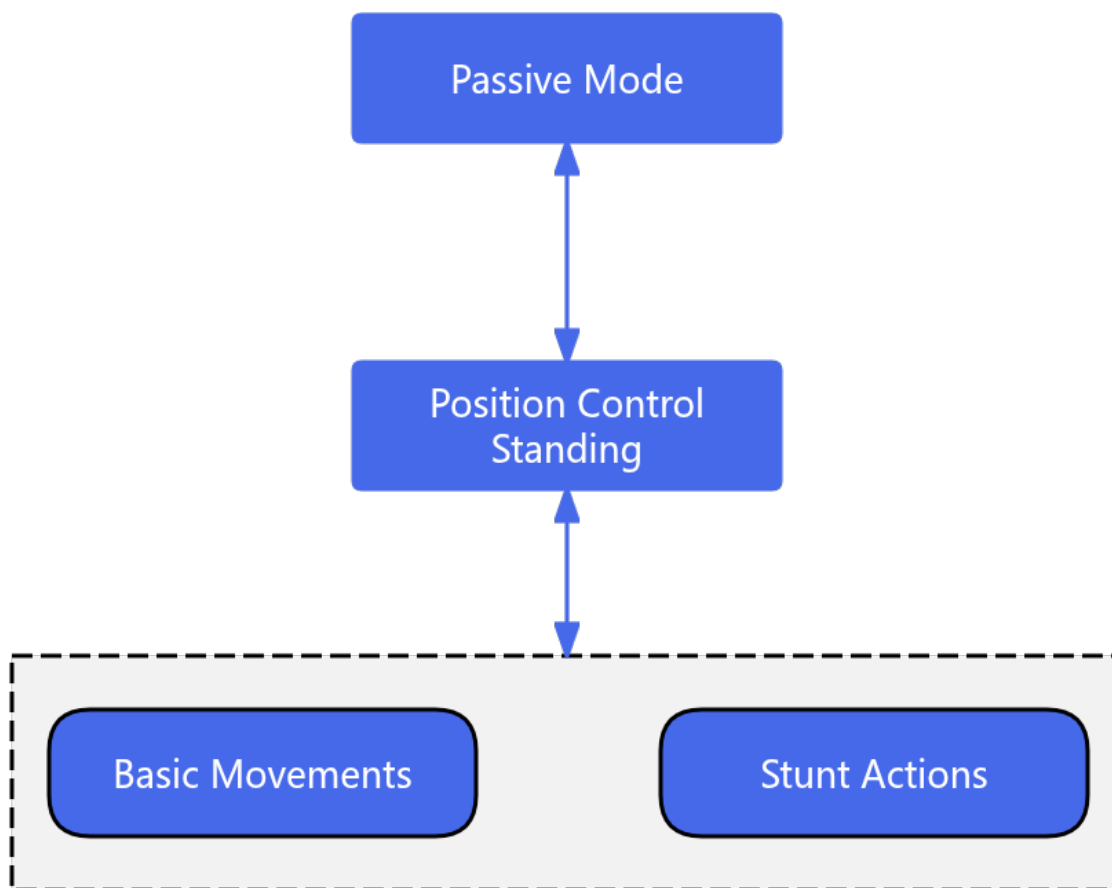 Passive Mode
Position Control
Standing
Basic Movements
Stunt Actions